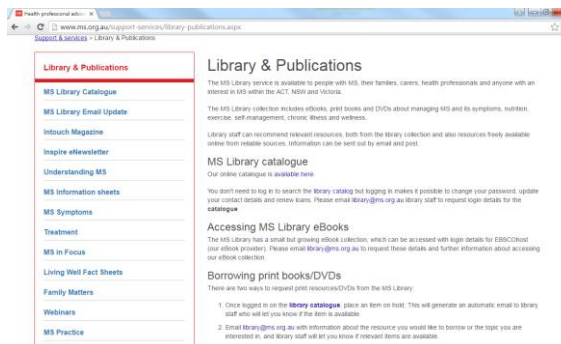 Health professional advic
www.ms.org.au/support-services/library-publications.aspx
Support & services > Library & Publications
Library & Publications
MS Library Catalogue
MS Library Email Update
Intouch Magazine
Inspire eNewsletter
Understanding MS
MS Information sheets
MS Symptoms
Treatment
MS in Focus
Living Well Fact Sheets
Family Matters
Webinars
MS Practice
Library & Publications
The MS Library service is available to people with MS, their families, carers, health professionals and anyone with an
interest in MS within the ACT, NSW and Victoria.
The MS Library collection includes eBooks, print books and DVDs about managing MS and its symptoms, nutrition,
exercise, self-management, chronic illness and wellness.
Library staff can recommend relevant resources, both from the library collection and also resources freely available
online from reliable sources. Information can be sent out by email and post.
MS Library catalogue
Our online catalogue is available here.
You don't need to log in to search the library catalog but logging in makes it possible to change your password, update
your contact details and renew loans. Please email library@ms.org.au library staff to request login details for the
catalogue.
Accessing MS Library eBooks
The MS Library has a small but growing eBook collection, which can be accessed with login details for EBSCOhost
(our eBook provider). Please email library@ms.org.au to request these details and further information about accessing
our eBook collection.
Borrowing print books/DVDs
There are two ways to request print resources/DVDs from the MS Library:
1. Once logged in on the library catalogue, place an item on hold. This will generate an automatic email to library
staff who will let you know if the item is available.
2. Email library@ms.org.au with information about the resource you would like to borrow or the topic you are
interested in, and library staff will let you know if relevant items are available.